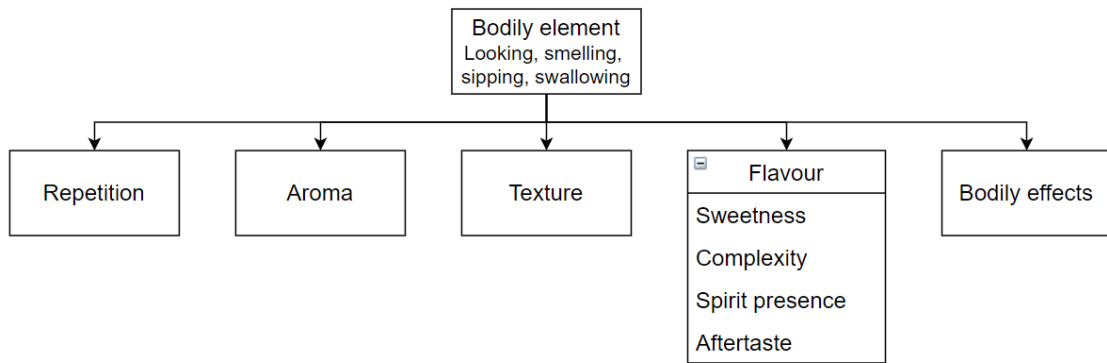 Bodily element
Looking, smelling,
sipping, swallowing
Repetition
Aroma
Texture
Flavour
Sweetness
Complexity
Spirit presence
Aftertaste
Bodily effects